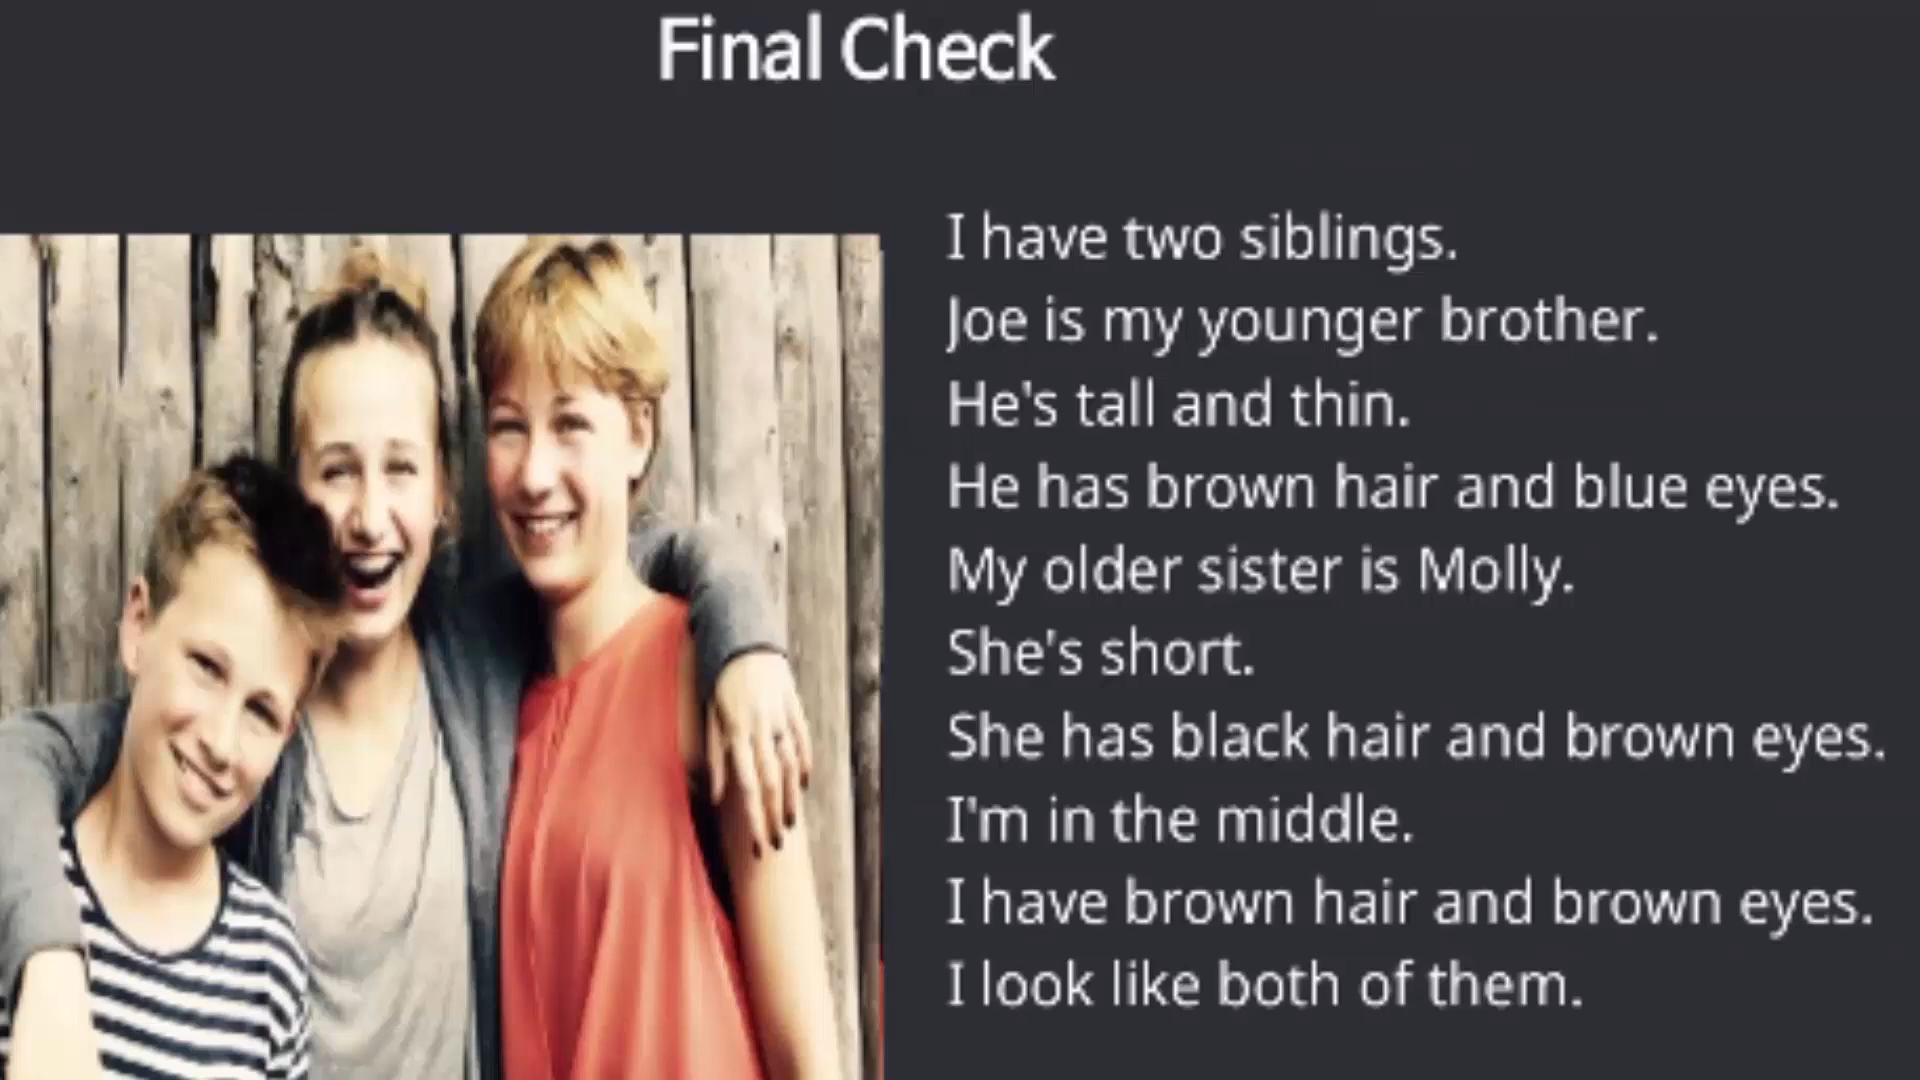 Final Check
I have two siblings.
Joe is my younger brother.
He's tall and thin.
He has brown hair and blue eyes.
My older sister is Molly.
She's short.
She has black hair and brown eyes.
I'm in the middle.
I have brown hair and brown eyes.
I look like both of them.